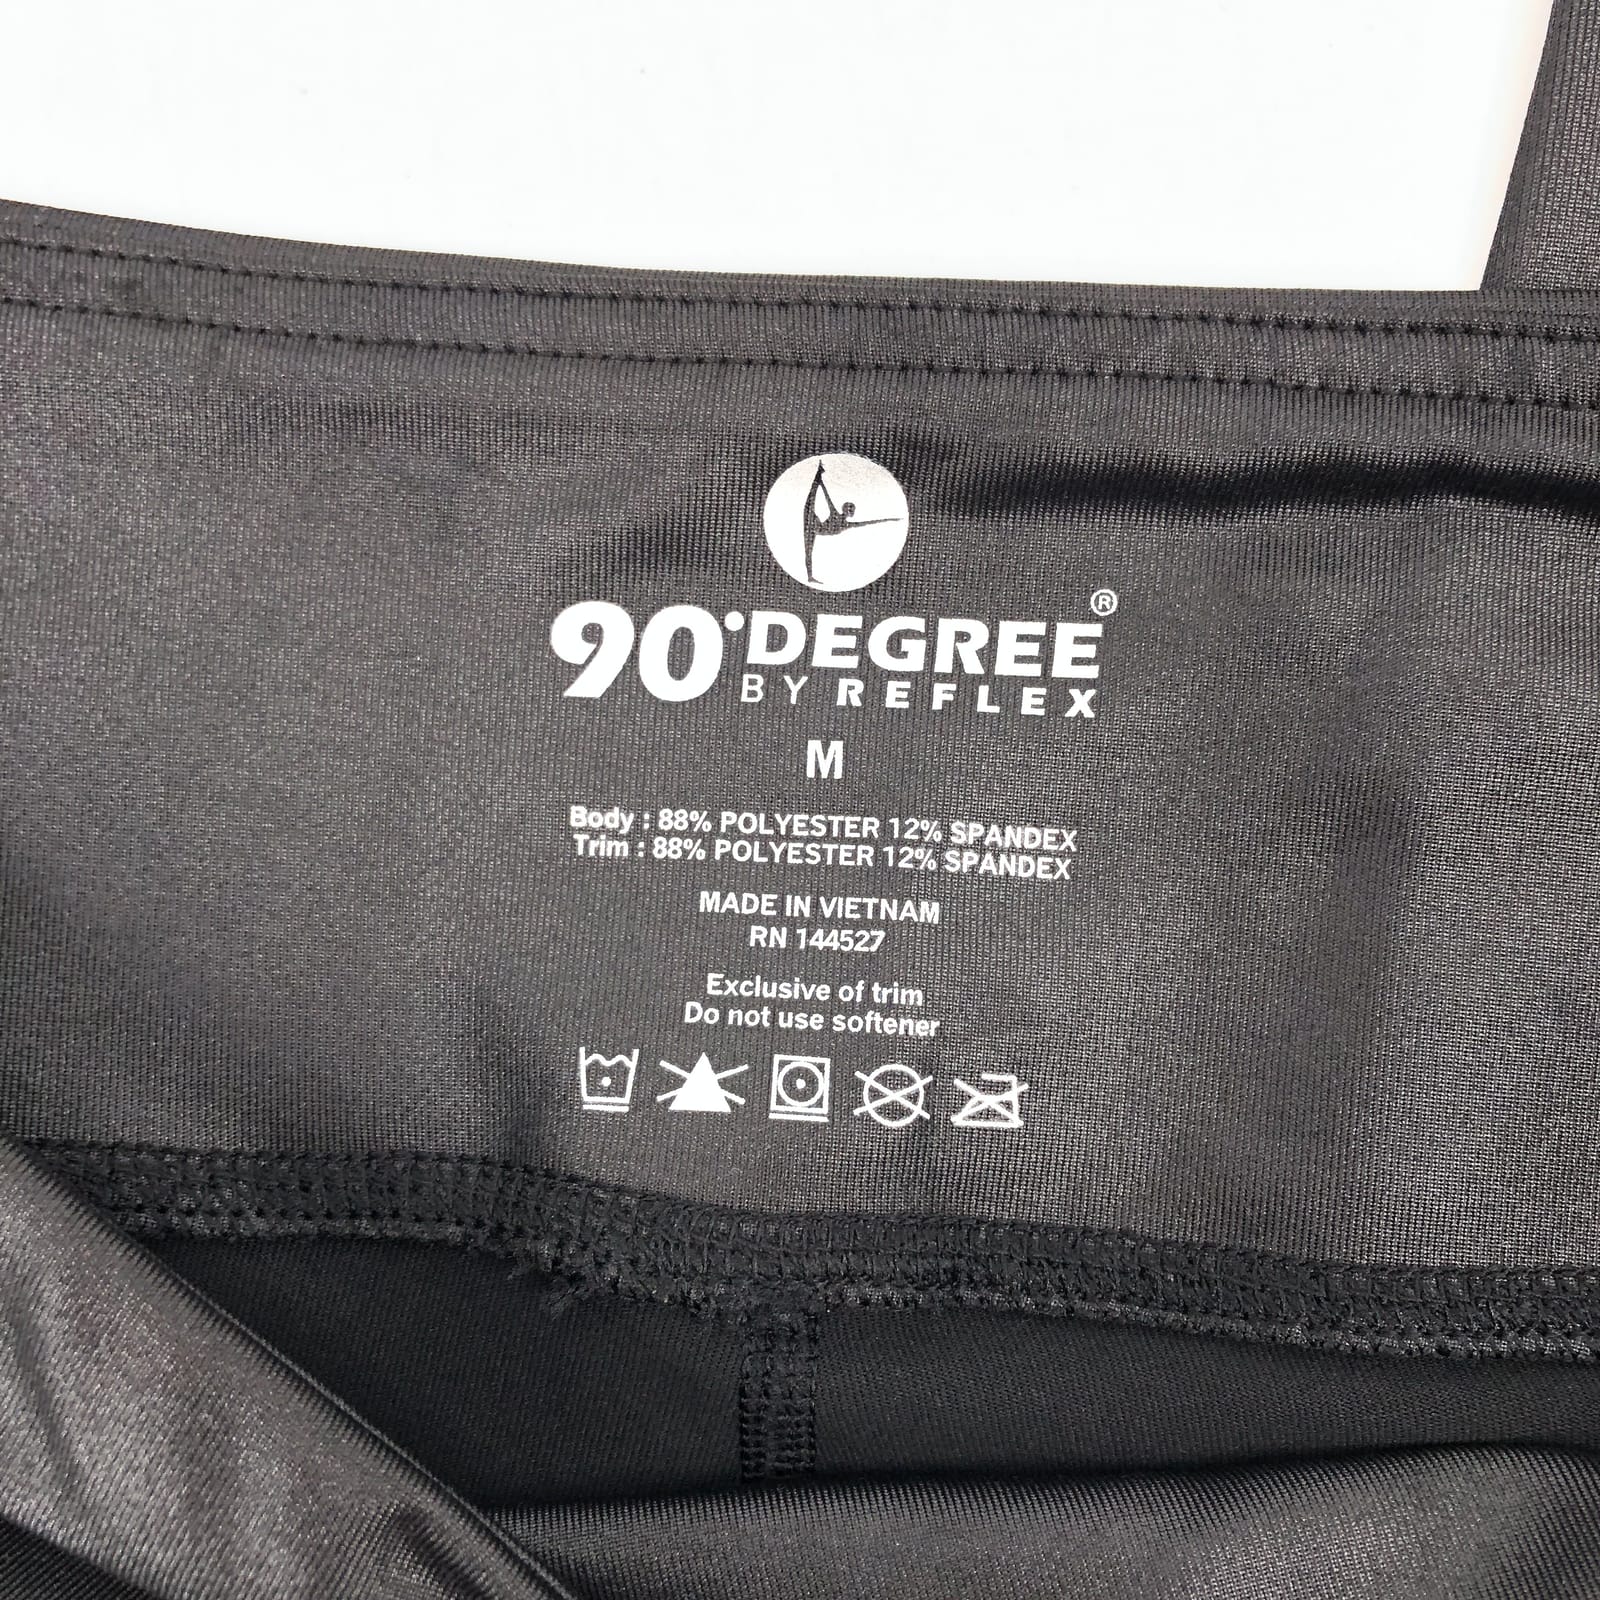 90°DEGREE®
BY REFLEX
M
Body : 88% POLYESTER 12% SPANDEX
Trim : 88% POLYESTER 12% SPANDEX
MADE IN VIETNAM
RN 144527
Exclusive of trim
Do not use softener